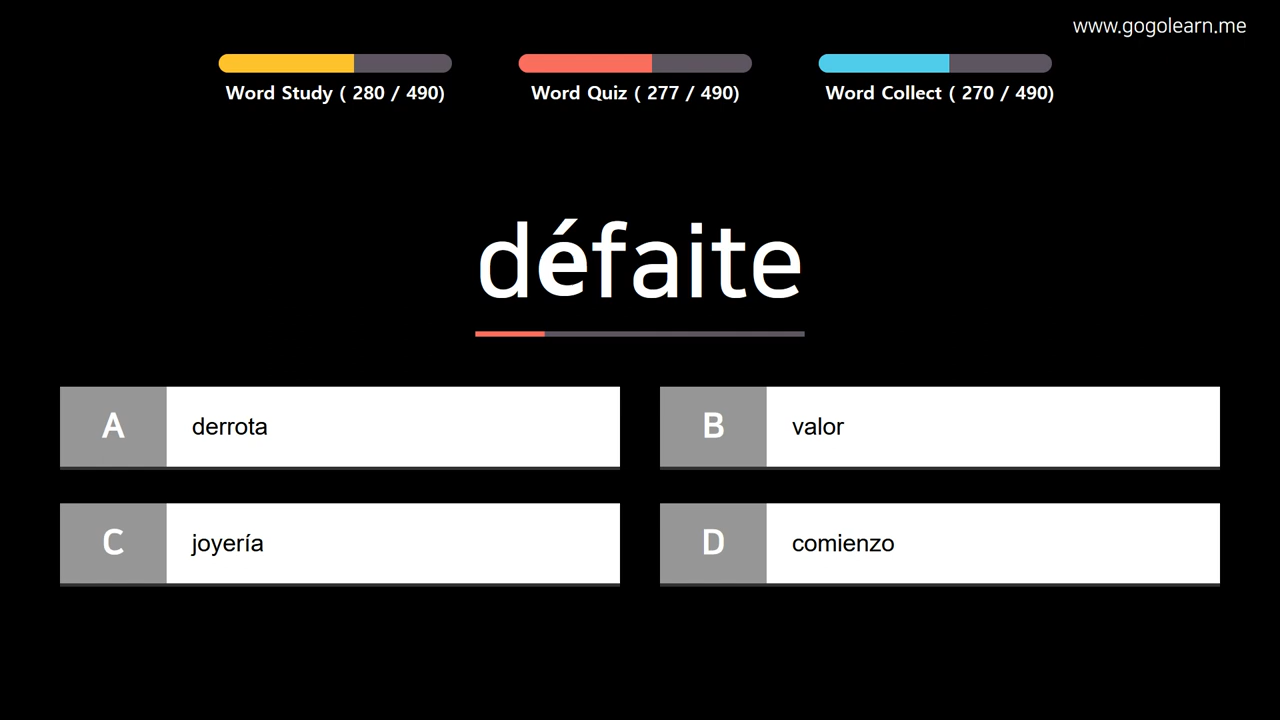 www.gogolearn.me
Word Study ( 280 / 490)
Word Quiz ( 277 / 490)
Word Collect ( 270 / 490)
défaite
A derrota
B valor
C joyería
D comienzo